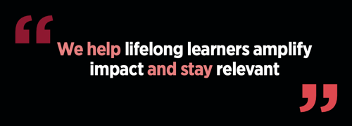 We help lifelong learners amplify
impact and stay relevant